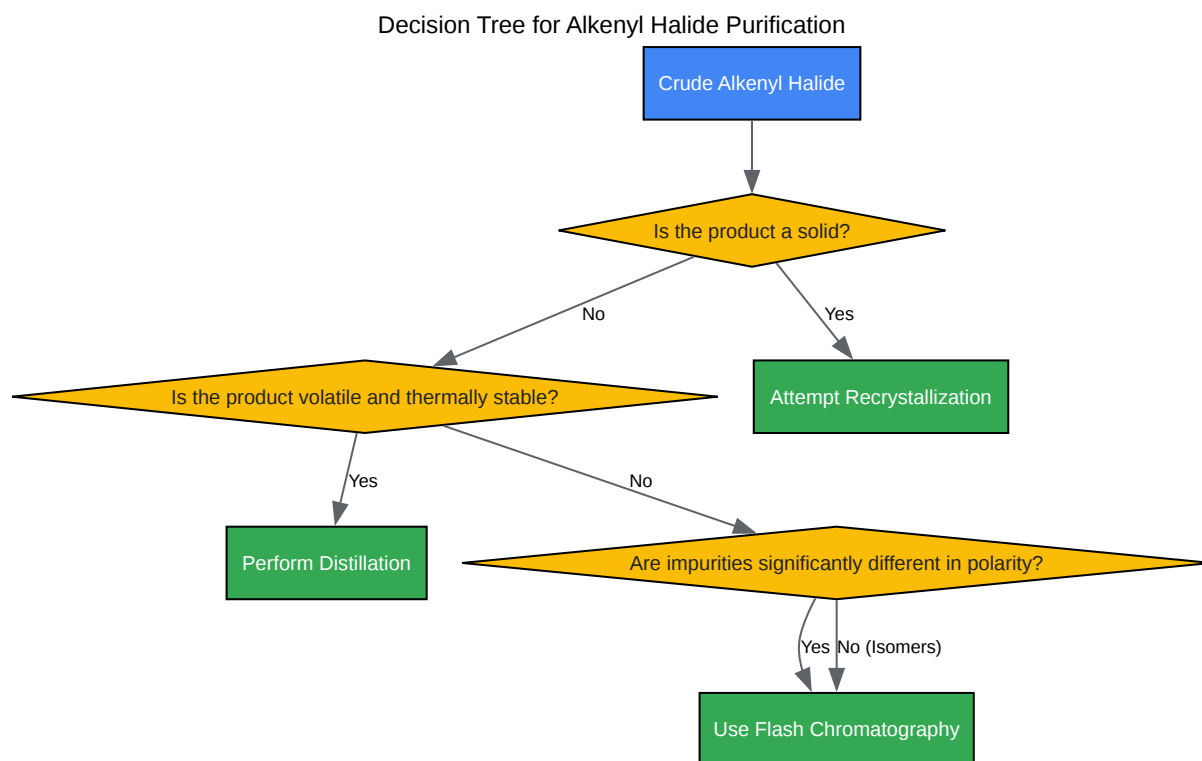 Decision Tree for Alkenyl Halide Purification
Crude Alkenyl Halide
Is the product a solid?
No
Yes
Is the product volatile and thermally stable?
Attempt Recrystallization
Yes
No
Perform Distillation
Are impurities significantly different in polarity?
Yes
No (Isomers)
Use Flash Chromatography